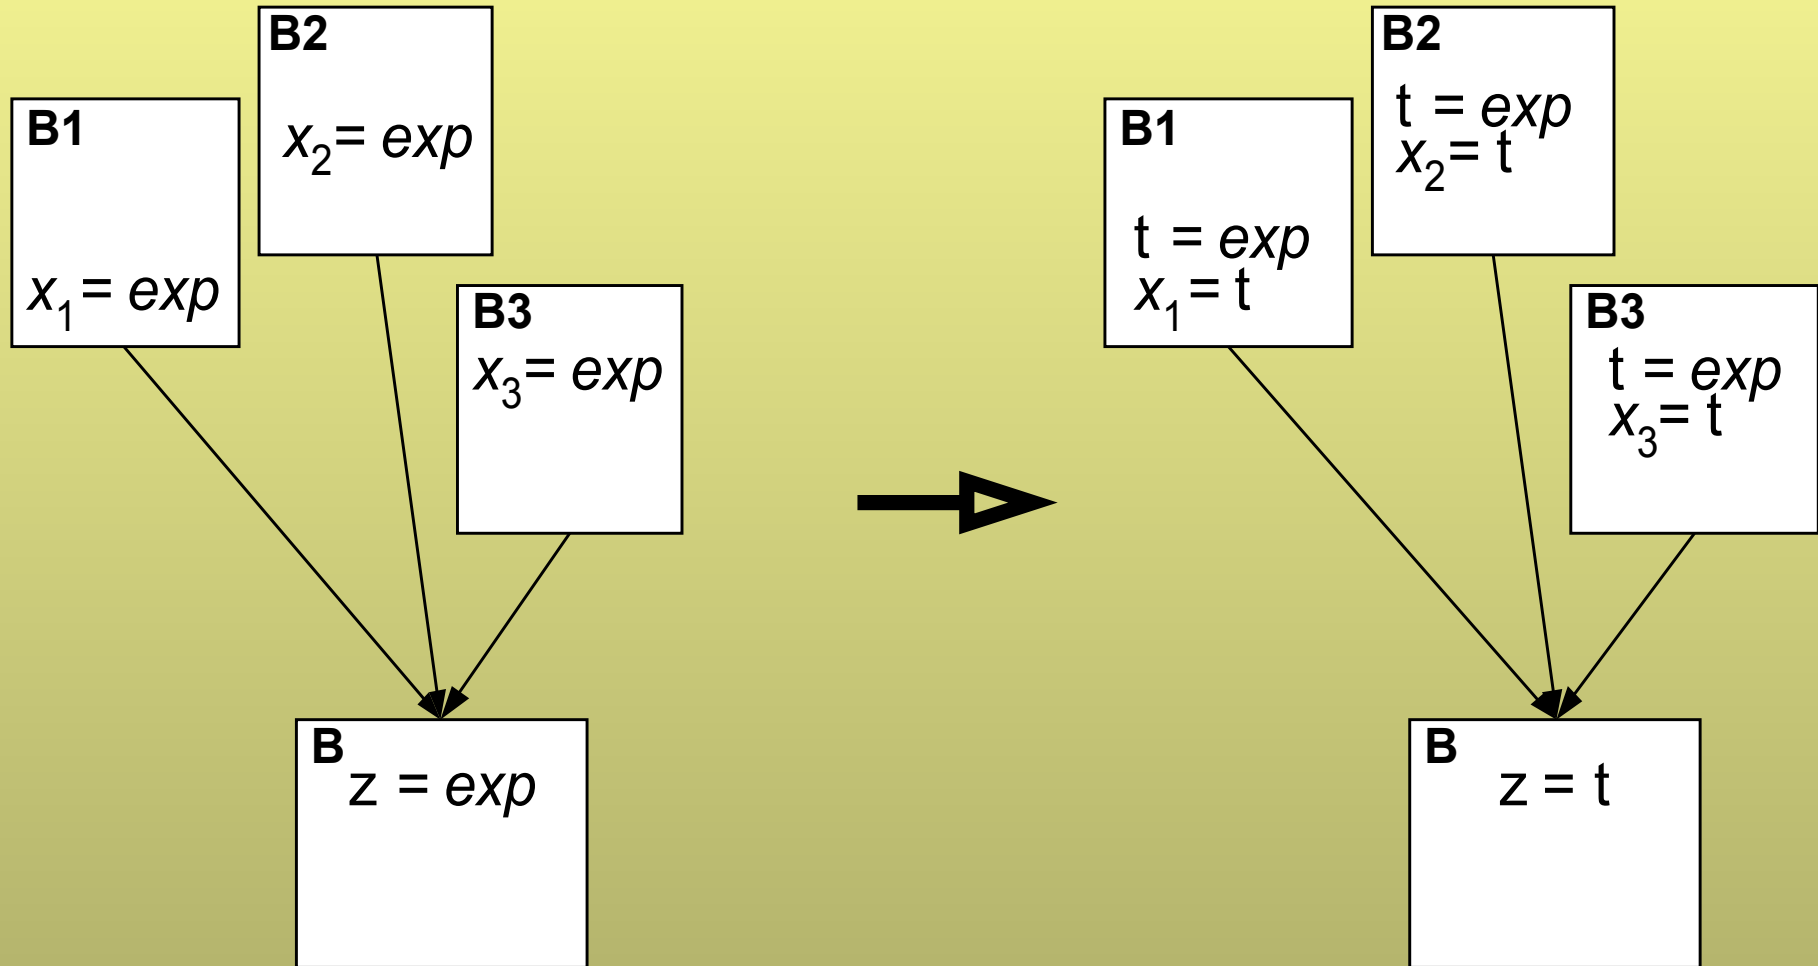 B1
x₁= exp
B2
x₂= exp
B3
x₃= exp
B
z = exp
B1
t = exp
x₁= t
B2
t = exp
x₂= t
B3
t = exp
x₃= t
B
z = t